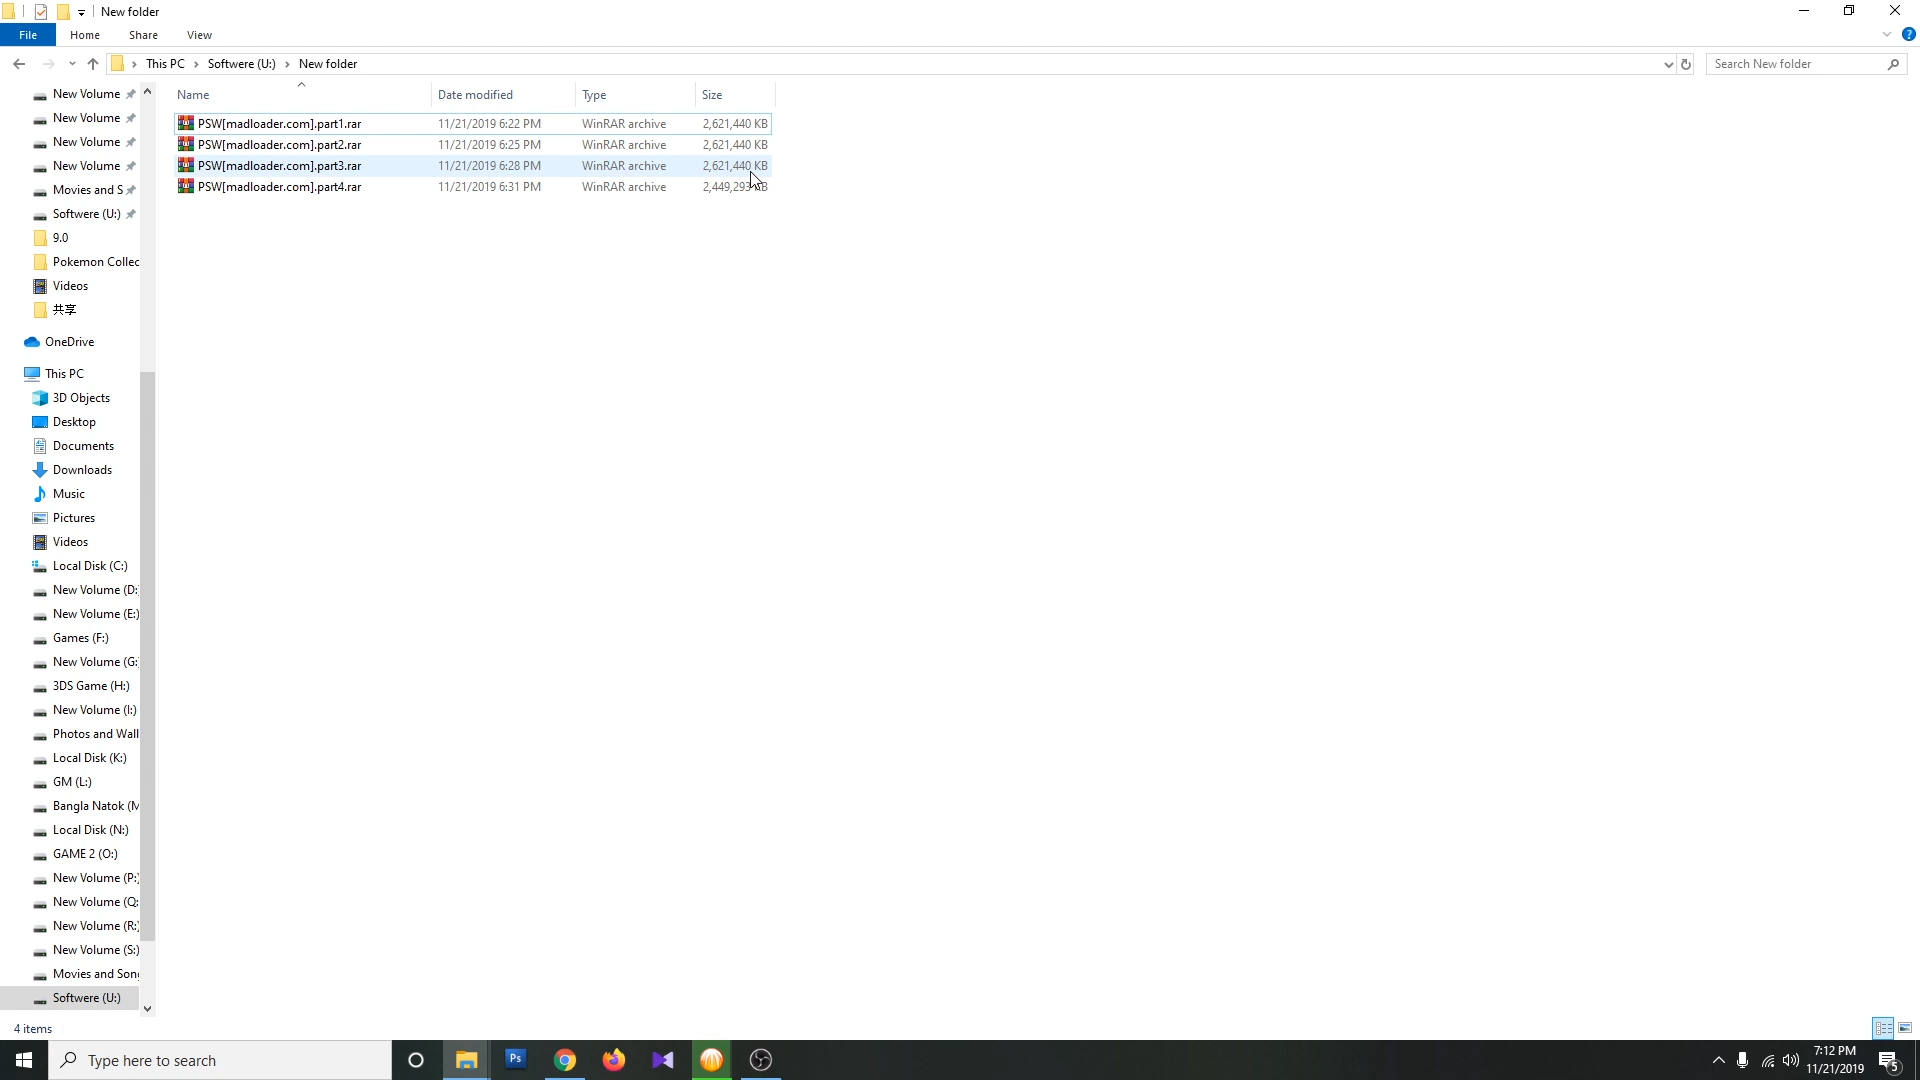 New folder
File Home Share View
This PC Softwere (U:) New folder
Search New folder
Name Date modified Type Size
PSW[madloader.com].part1.rar 11/21/2019 6:22 PM WinRAR archive 2,621,440 KB
PSW[madloader.com].part2.rar 11/21/2019 6:25 PM WinRAR archive 2,621,440 KB
PSW[madloader.com].part3.rar 11/21/2019 6:28 PM WinRAR archive 2,621,440 KB
PSW[madloader.com].part4.rar 11/21/2019 6:31 PM WinRAR archive 2,449,293 KB
New Volume
New Volume
New Volume
New Volume
Movies and S
Softwere (U:)
9.0
Pokemon Collec
Videos
共享
OneDrive
This PC
3D Objects
Desktop
Documents
Downloads
Music
Pictures
Videos
Local Disk (C:)
New Volume (D:
New Volume (E:)
Games (F:)
New Volume (G:
3DS Game (H:)
New Volume (I:)
Photos and Wall
Local Disk (K:)
GM (L:)
Bangla Natok (M
Local Disk (N:)
GAME 2 (O:)
New Volume (P:)
New Volume (Q:
New Volume (R:)
New Volume (S:)
Movies and Song
Softwere (U:)
4 items
Type here to search
Ps
7:12 PM
11/21/2019
5